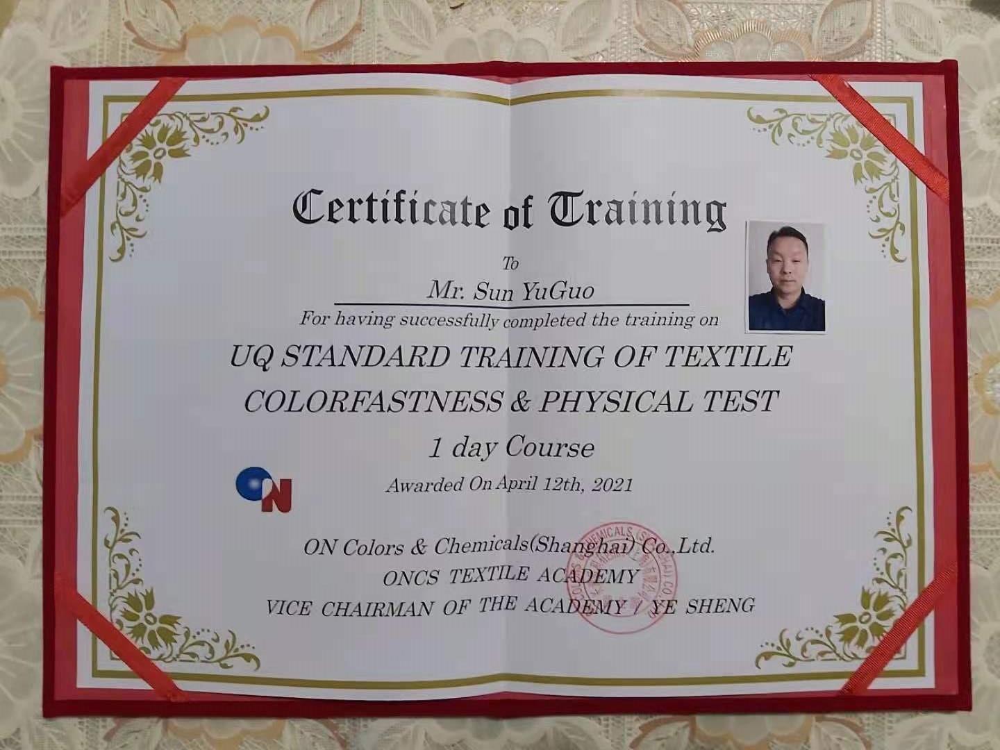 Certificate of Training
To
Mr. Sun YuGuo
For having successfully completed the training on
UQ STANDARD TRAINING OF TEXTILE
COLORFASTNESS & PHYSICAL TEST
1 day Course
Awarded On April 12th, 2021
ON
ON Colors & Chemicals(Shanghai) Co.,Ltd.
ONCS TEXTILE ACADEMY
VICE CHAIRMAN OF THE ACADEMY / YE SHENG